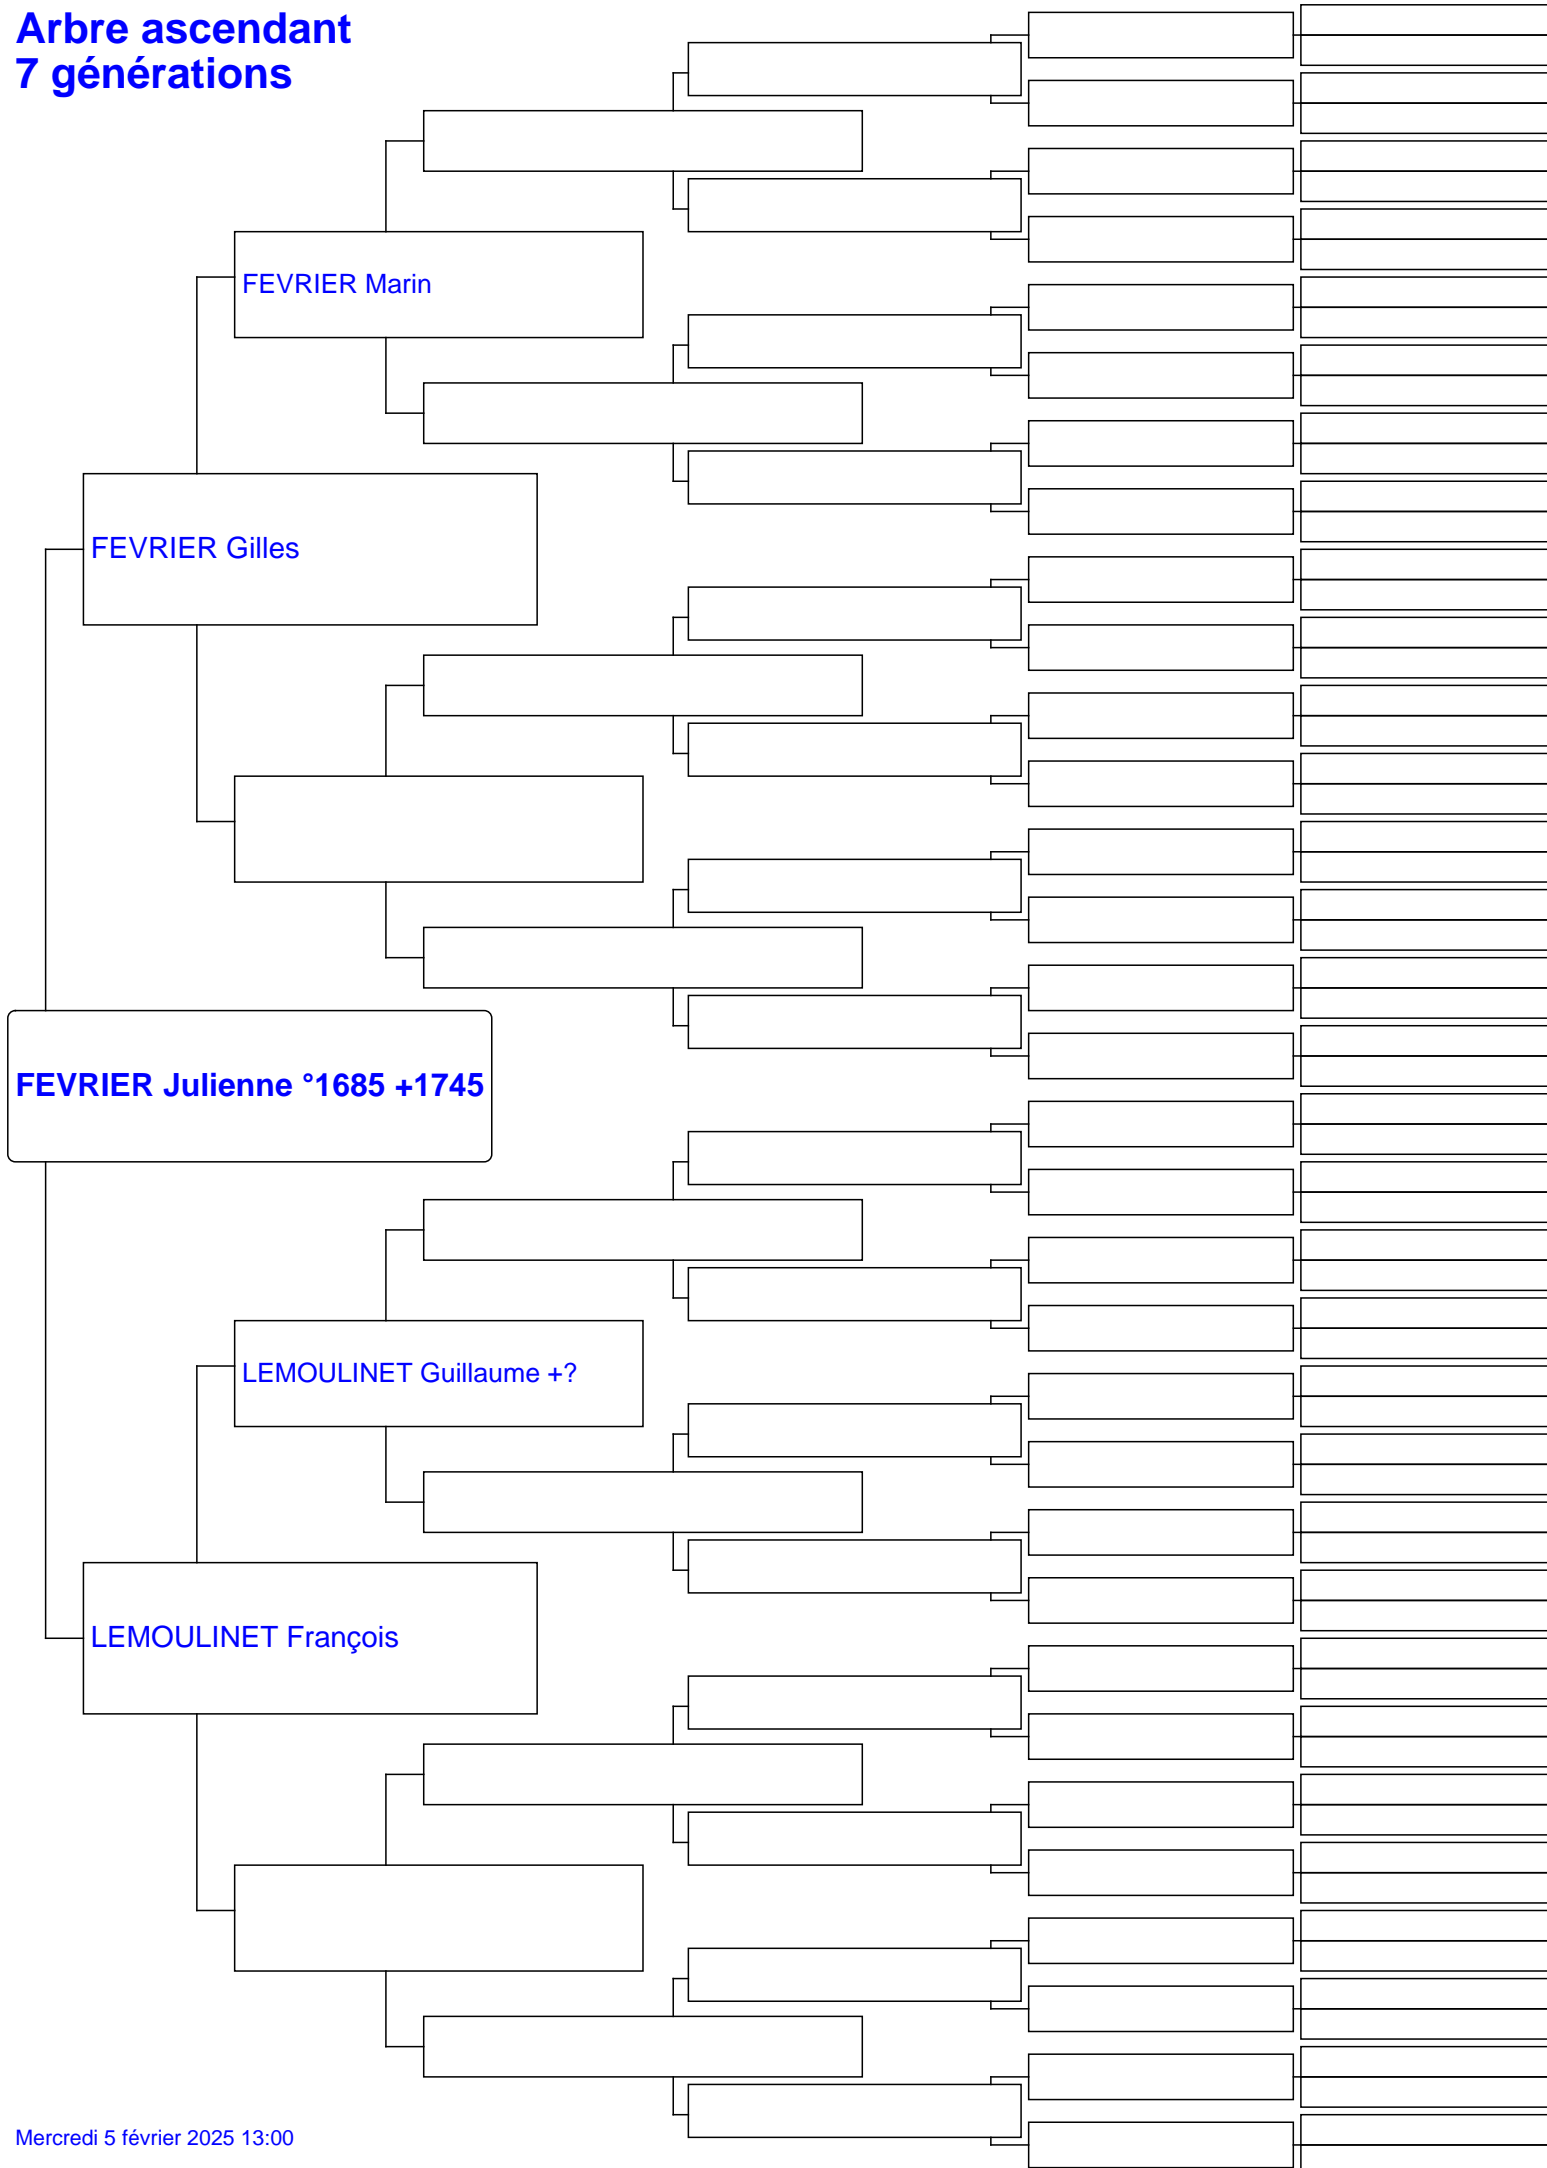 Arbre ascendant
7 générations
FEVRIER Marin
FEVRIER Gilles
FEVRIER Julienne °1685 +1745
LEMOULINET Guillaume +?
LEMOULINET François
Mercredi 5 février 2025 13:00